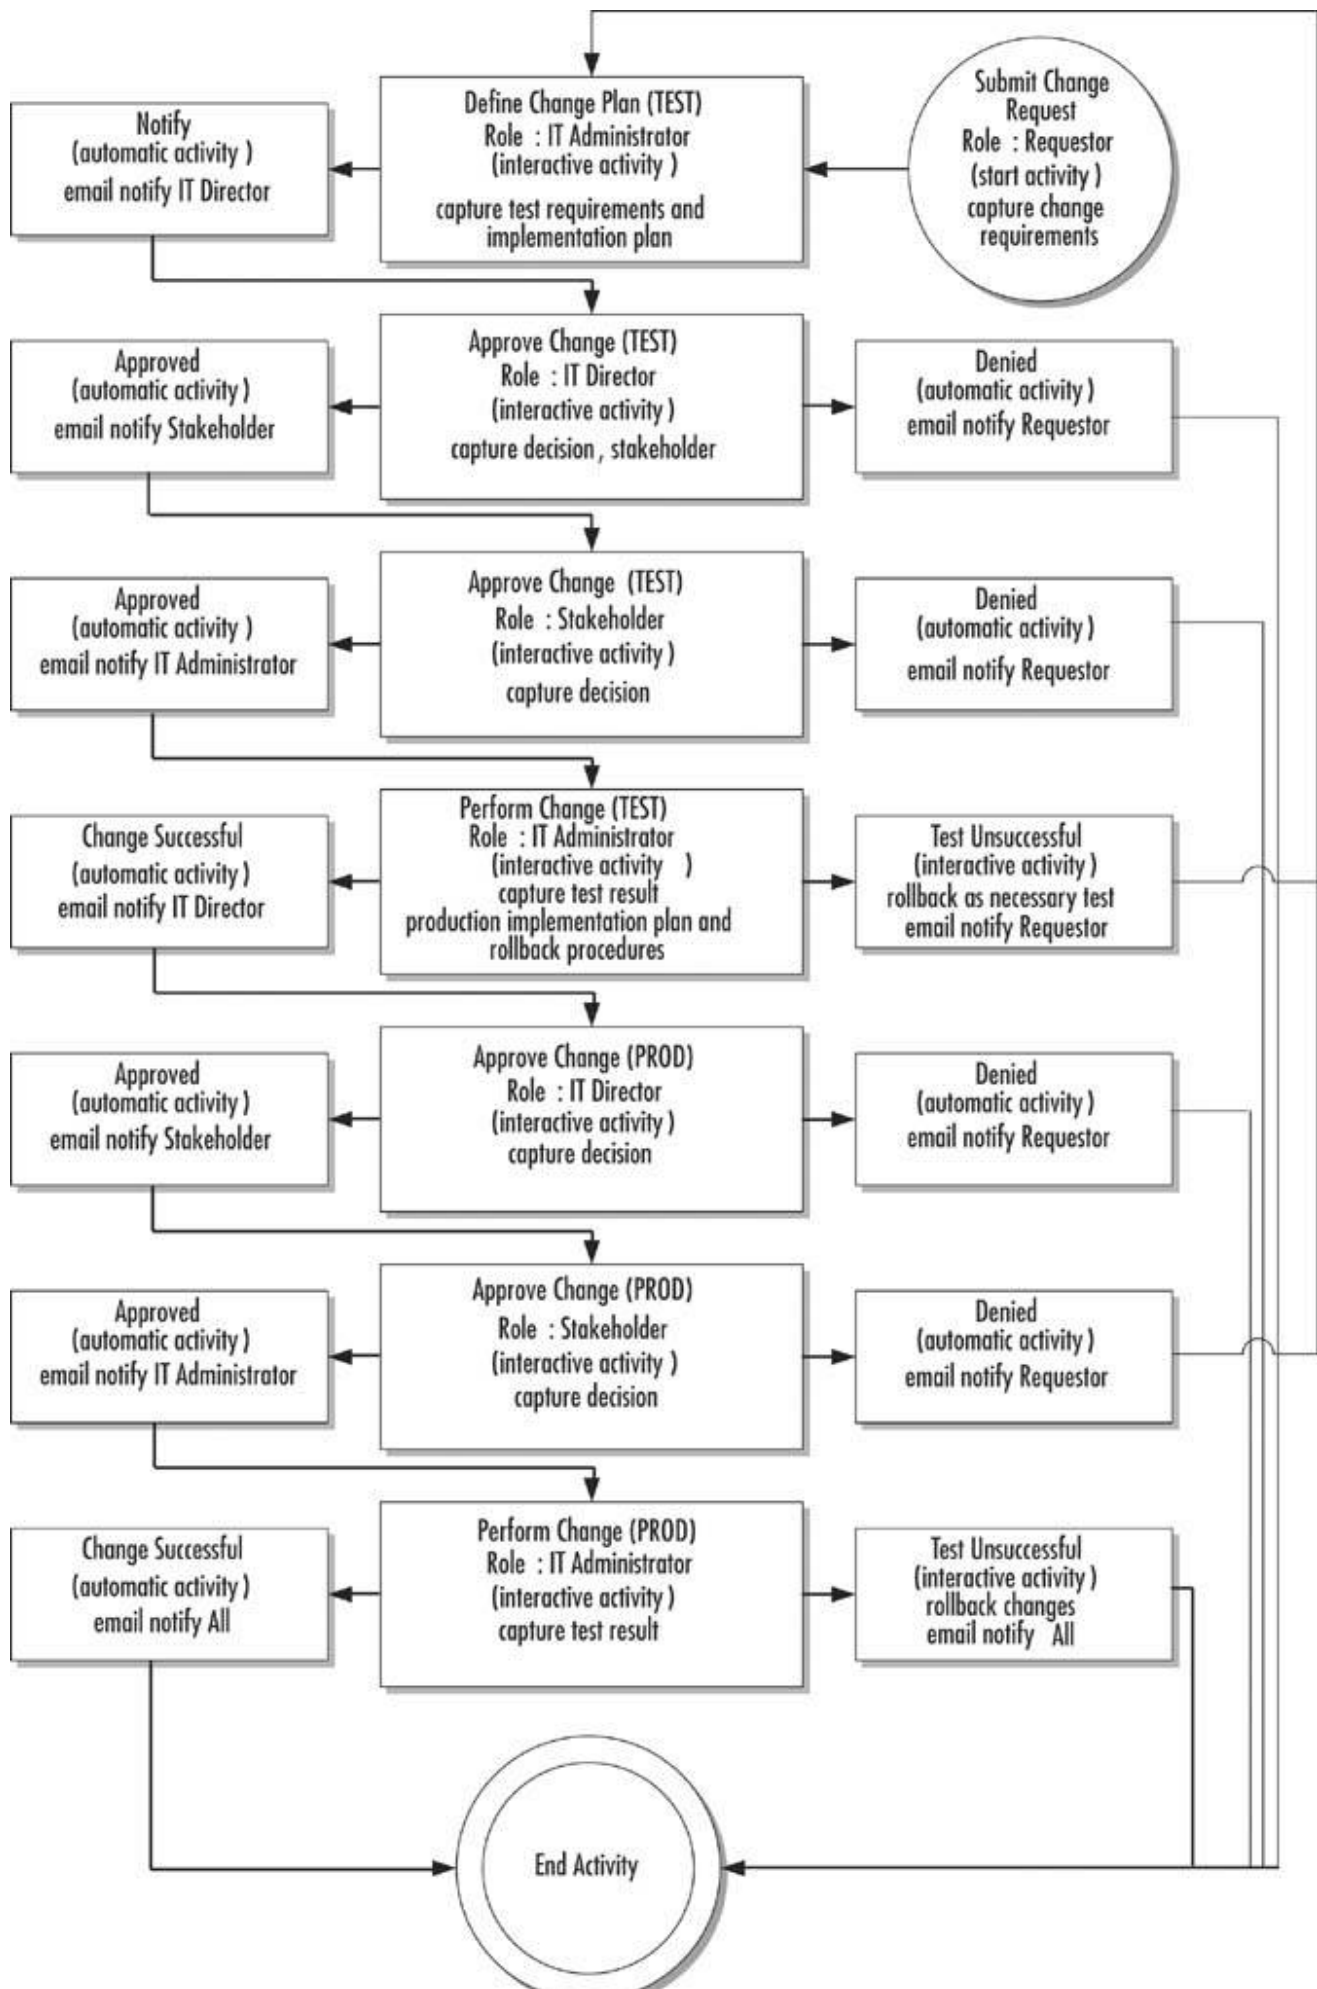 Submit Change
Request
Role : Requestor
(start activity )
capture change
requirements
Define Change Plan (TEST)
Role : IT Administrator
(interactive activity )
capture test requirements and
implementation plan
Notify
(automatic activity )
email notify IT Director
Approve Change (TEST)
Role : IT Director
(interactive activity )
capture decision , stakeholder
Approved
(automatic activity )
email notify Stakeholder
Denied
(automatic activity )
email notify Requestor
Approve Change (TEST)
Role : Stakeholder
(interactive activity )
capture decision
Approved
(automatic activity )
email notify IT Administrator
Denied
(automatic activity )
email notify Requestor
Perform Change (TEST)
Role : IT Administrator
(interactive activity )
capture test result
production implementation plan and
rollback procedures
Change Successful
(automatic activity )
email notify IT Director
Test Unsuccessful
(interactive activity )
rollback as necessary test
email notify Requestor
Approve Change (PROD)
Role : IT Director
(interactive activity )
capture decision
Approved
(automatic activity )
email notify Stakeholder
Denied
(automatic activity )
email notify Requestor
Approve Change (PROD)
Role : Stakeholder
(interactive activity )
capture decision
Approved
(automatic activity )
email notify IT Administrator
Denied
(automatic activity )
email notify Requestor
Perform Change (PROD)
Role : IT Administrator
(interactive activity )
capture test result
Change Successful
(automatic activity )
email notify All
Test Unsuccessful
(interactive activity )
rollback changes
email notify All
End Activity